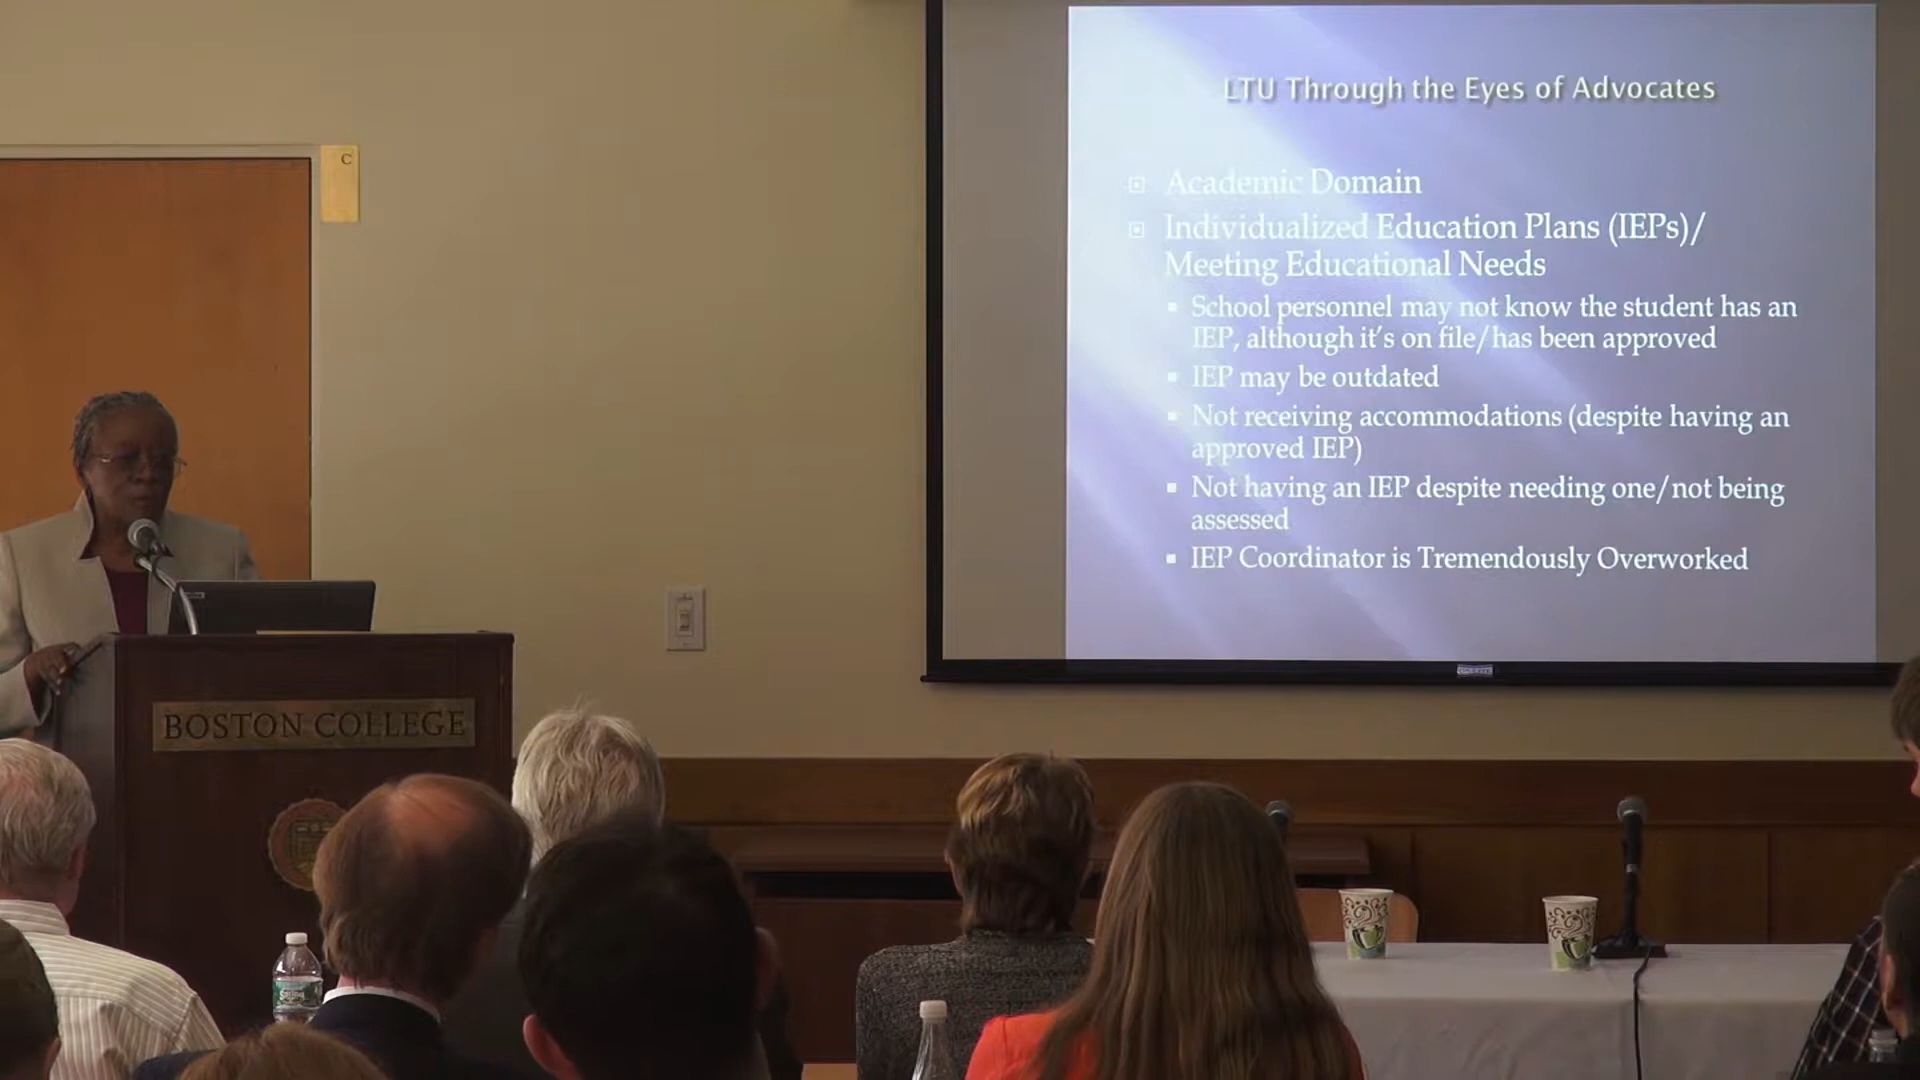 LTU Through the Eyes of Advocates
Academic Domain
Individualized Education Plans (IEPs)/
Meeting Educational Needs
School personnel may not know the student has an
IEP, although it's on file/has been approved
IEP may be outdated
Not receiving accommodations (despite having an
approved IEP)
Not having an IEP despite needing one/not being
assessed
IEP Coordinator is Tremendously Overworked
C
BOSTON COLLEGE